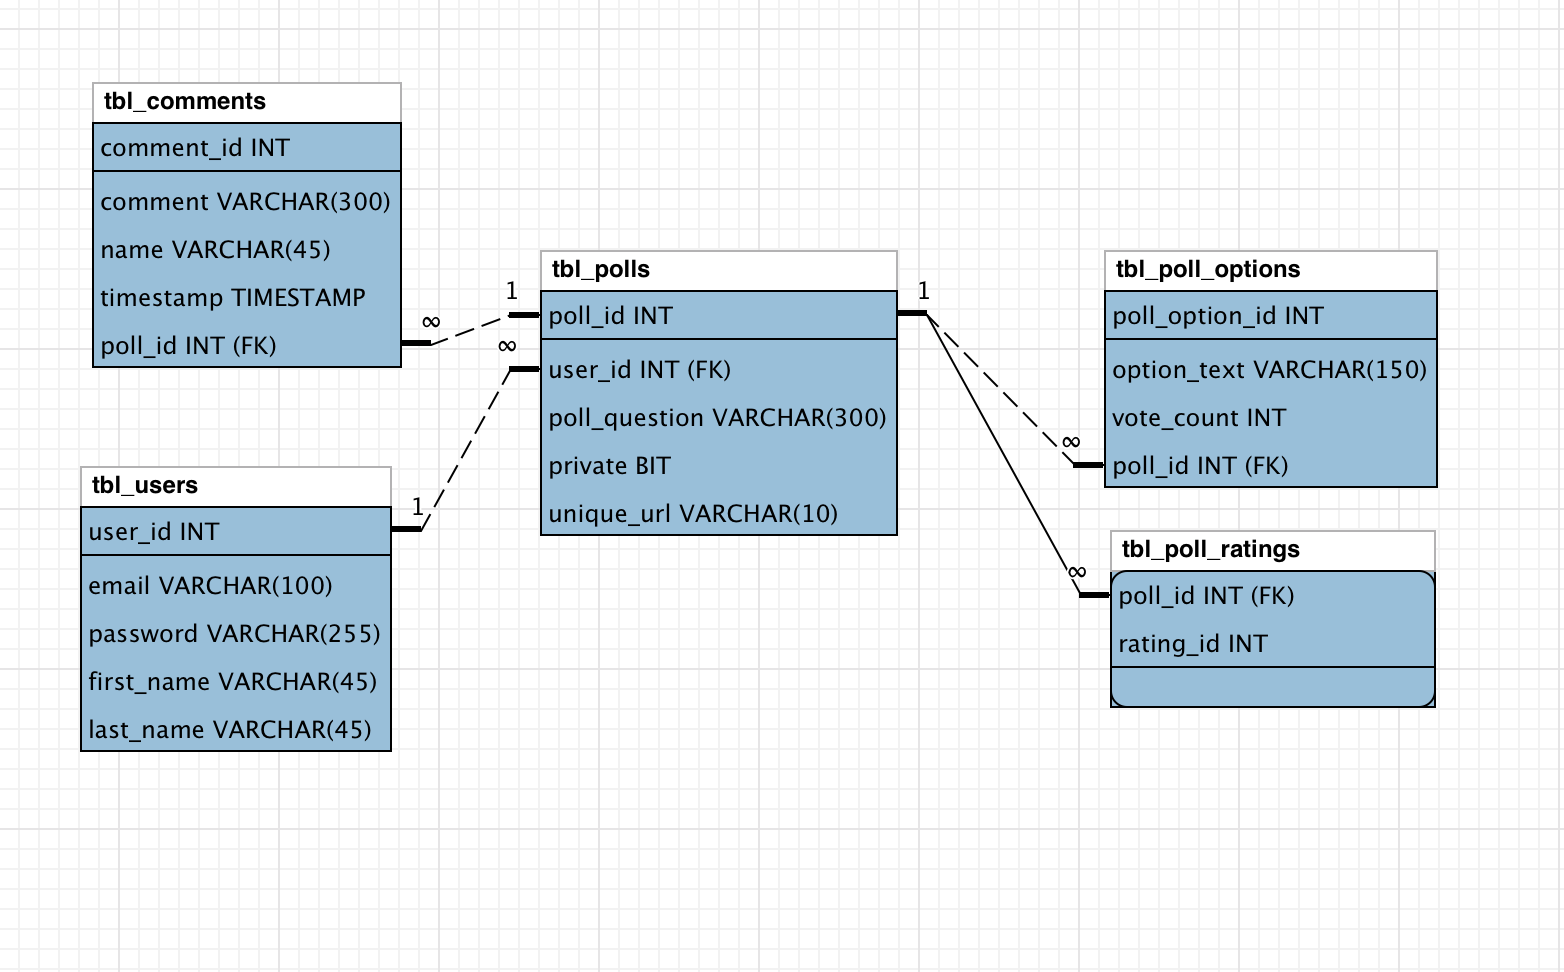 tbl_comments
comment_id INT
comment VARCHAR(300)
name VARCHAR(45)
timestamp TIMESTAMP
poll_id INT (FK)
∞
1
tbl_polls
poll_id INT
user_id INT (FK)
poll_question VARCHAR(300)
private BIT
unique_url VARCHAR(10)
∞
1
tbl_users
user_id INT
email VARCHAR(100)
password VARCHAR(255)
first_name VARCHAR(45)
last_name VARCHAR(45)
1
tbl_poll_options
poll_option_id INT
option_text VARCHAR(150)
vote_count INT
poll_id INT (FK)
∞
tbl_poll_ratings
poll_id INT (FK)
rating_id INT
∞